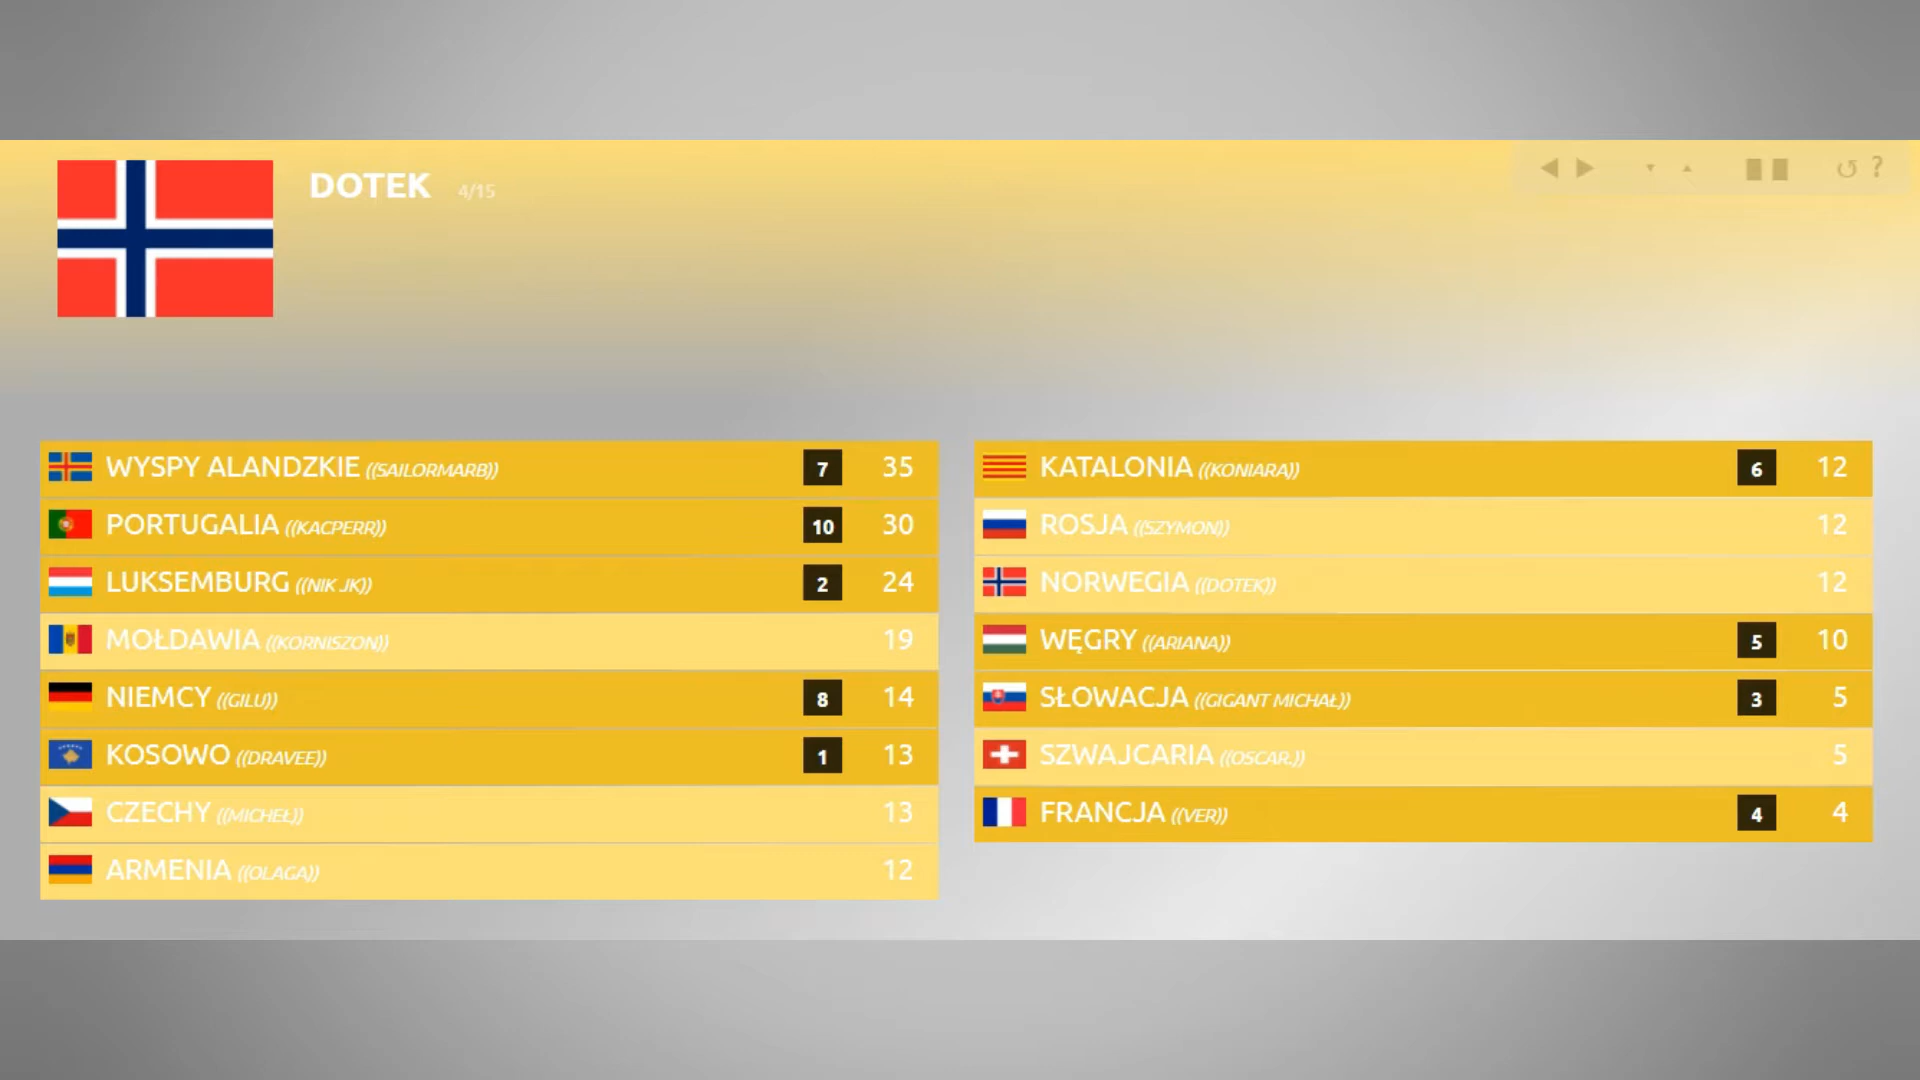 DOTEK 4/15
?
WYSPY ALANDZKIE ((SAILORMARB)) 7 35
PORTUGALIA ((KACPERR)) 10 30
LUKSEMBURG ((NIK JK)) 2 24
MOŁDAWIA ((KORNISZON)) 19
NIEMCY ((GILU)) 8 14
KOSOWO ((DRAVEE)) 1 13
CZECHY ((MICHEŁ)) 13
ARMENIA ((OLAGA)) 12
KATALONIA ((KONIARA)) 6 12
ROSJA ((SZYMON)) 12
NORWEGIA ((DOTEK)) 12
WĘGRY ((ARIANA)) 5 10
SŁOWACJA ((GIGANT MICHAŁ)) 3 5
SZWAJCARIA ((OSCAR.)) 5
FRANCJA ((VER)) 4 4